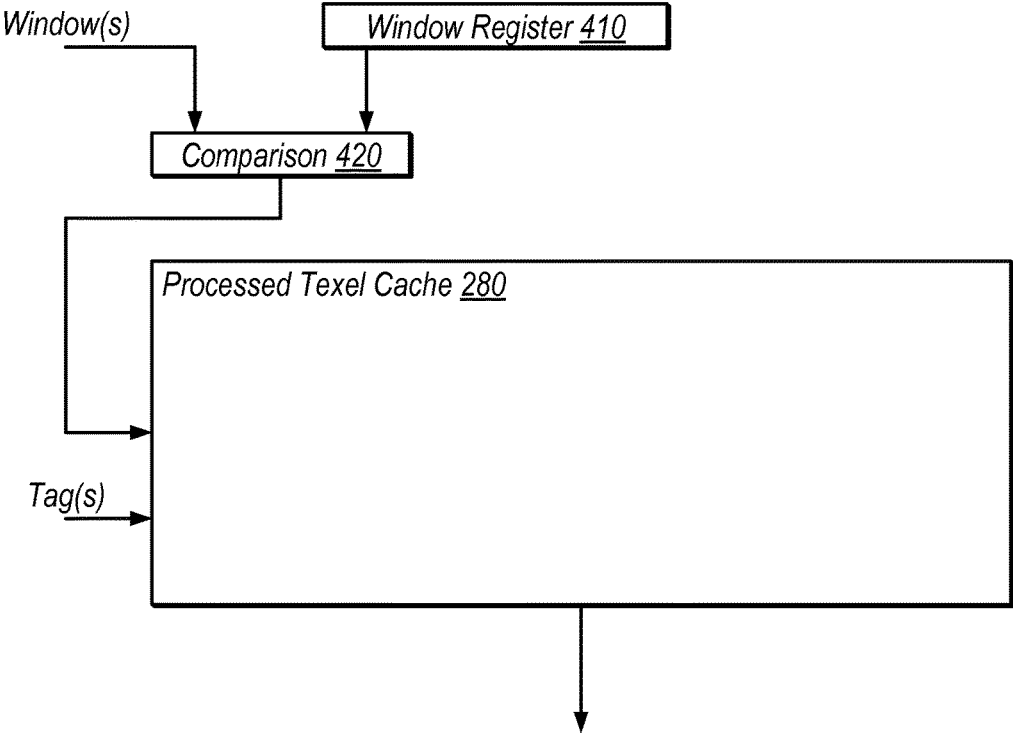 Window(s)
Window Register 410
Comparison 420
Processed Texel Cache 280
Tag(s)